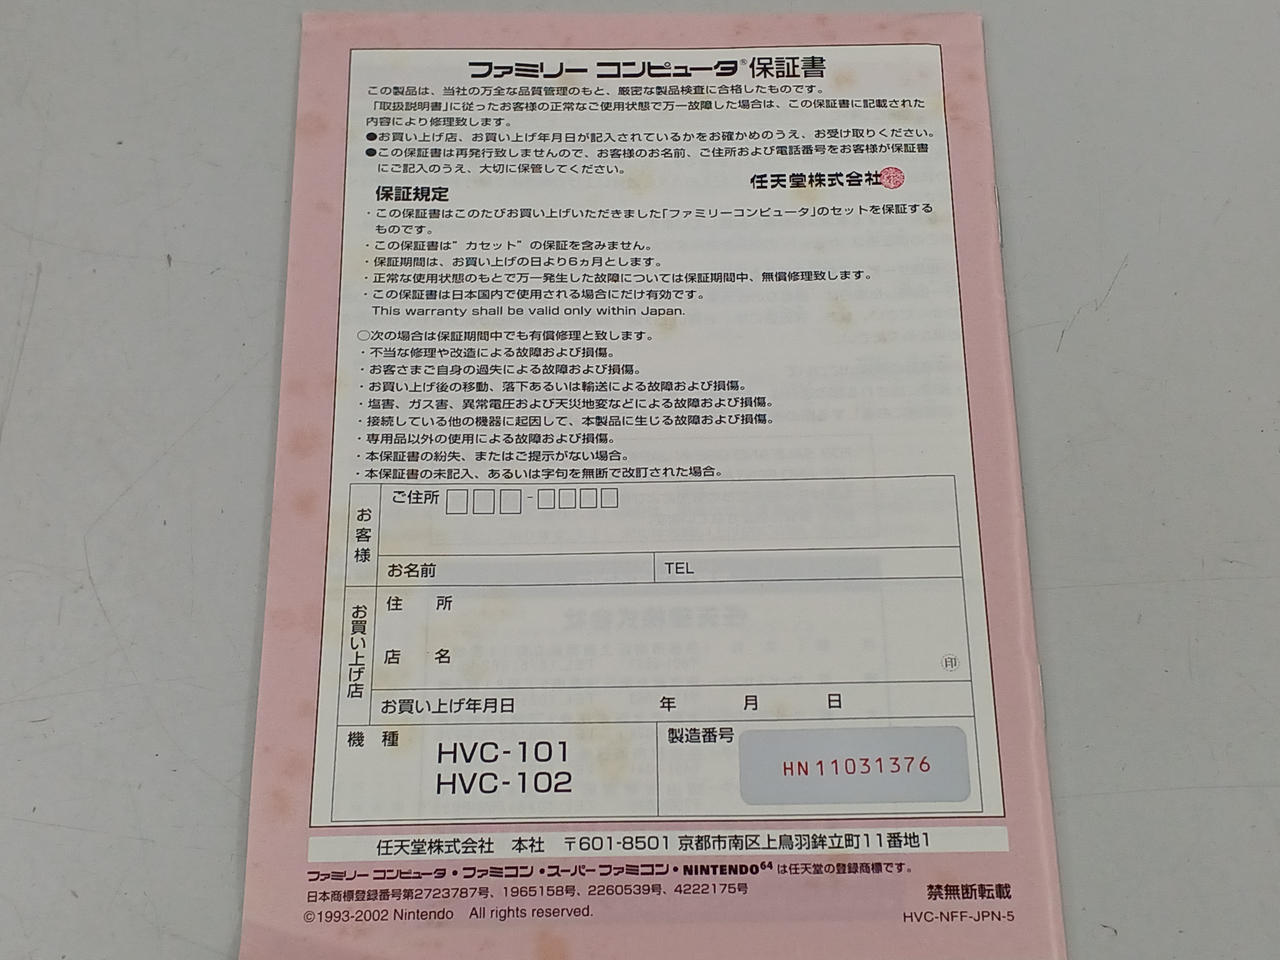 ファミリー コンピュータ®保証書
この製品は、当社の万全な品質管理のもと、厳密な製品検査に合格したものです。
「取扱説明書」に従ったお客様の正常なご使用状態で万一故障した場合は、この保証書に記載された
内容により修理致します。
●お買い上げ店、お買い上げ年月日が記入されているかをお確かめのうえ、お受け取りください。
●この保証書は再発行致しませんので、お客様のお名前、ご住所および電話番号をお客様が保証書
にご記入のうえ、大切に保管してください。
任天堂株式会社
保証規定
・この保証書はこのたびお買い上げいただきました「ファミリーコンピュータ」のセットを保証する
ものです。
・この保証書は”カセット”の保証を含みません。
・保証期間は、お買い上げの日より6ヵ月とします。
・正常な使用状態のもとで万一発生した故障については保証期間中、無償修理致します。
・この保証書は日本国内で使用される場合にだけ有効です。
This warranty shall be valid only within Japan.
○次の場合は保証期間中でも有償修理と致します。
・不当な修理や改造による故障および損傷。
・お客さまご自身の過失による故障および損傷。
・お買い上げ後の移動、落下あるいは輸送による故障および損傷。
・塩害、ガス害、異常電圧および天災地変などによる故障および損傷。
・接続している他の機器に起因して、本製品に生じる故障および損傷。
・専用品以外の使用による故障および損傷。
・本保証書の紛失、またはご提示がない場合。
・本保証書の未記入、あるいは字句を無断で改訂された場合。
お客様
ご住所 □□□-□□□□
お名前
TEL
お買い上げ店
住 所
店 名
印
お買い上げ年月日 年 月 日
機 種
HVC-101
HVC-102
製造番号
HN11031376
任天堂株式会社 本社 〒601-8501 京都市南区上鳥羽鉾立町11番地1
ファミリー コンピュータ・ファミコン・スーパーファミコン・NINTENDO64 は任天堂の登録商標です。
日本商標登録番号第2723787号、1965158号、2260539号、4222175号
禁無断転載
©1993-2002 Nintendo All rights reserved.
HVC-NFF-JPN-5